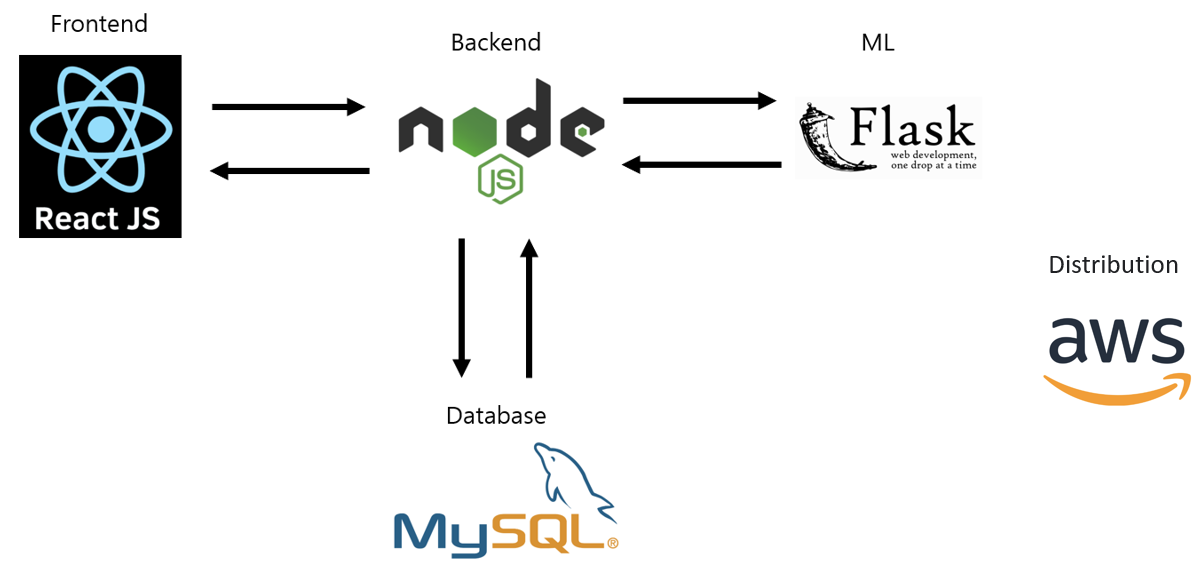 Frontend
React JS
Backend
node
JS
ML
Flask
web development,
one drop at a time
Distribution
aws
Database
MySQL®